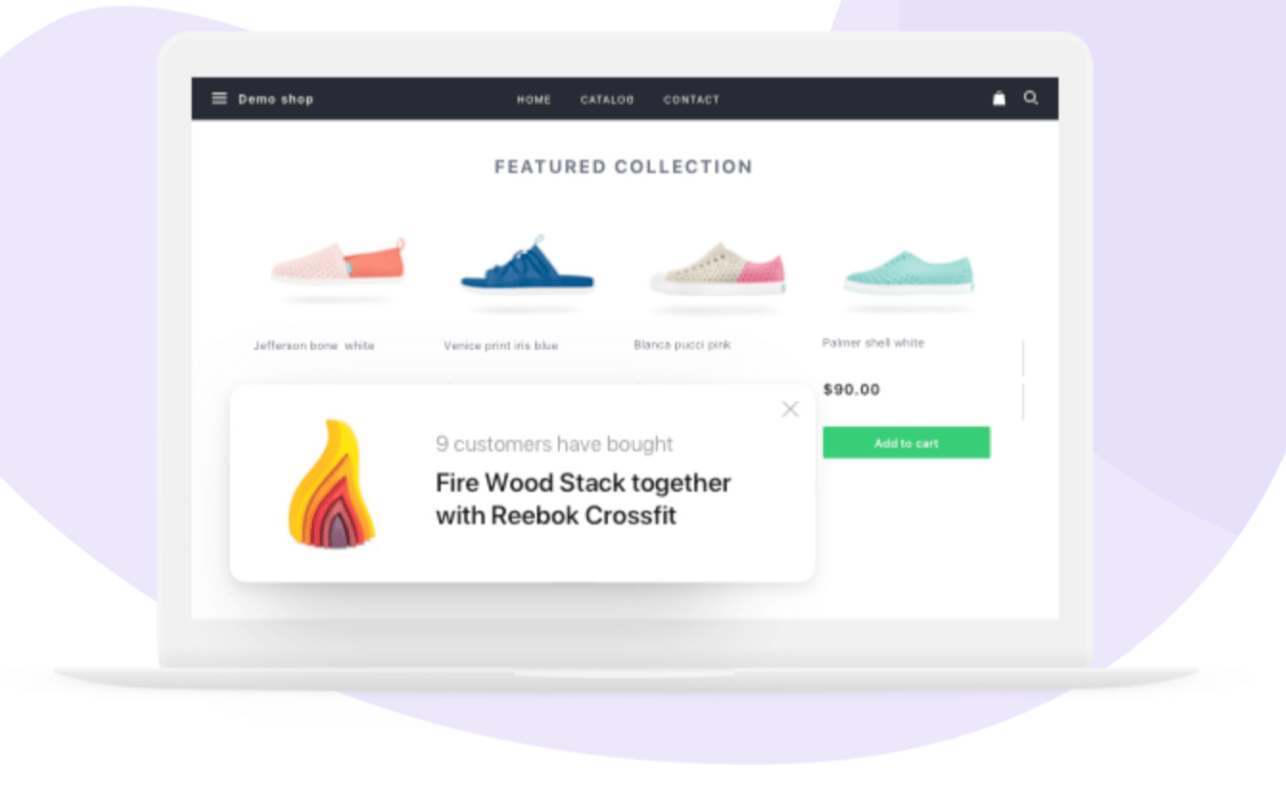 Demo shop
HOME CATALOG CONTACT
FEATURED COLLECTION
Jefferson bone white
Venice print iris blue
Blanca pucci pink
Palmer shell white
$90.00
Add to cart
9 customers have bought
Fire Wood Stack together
with Reebok Crossfit